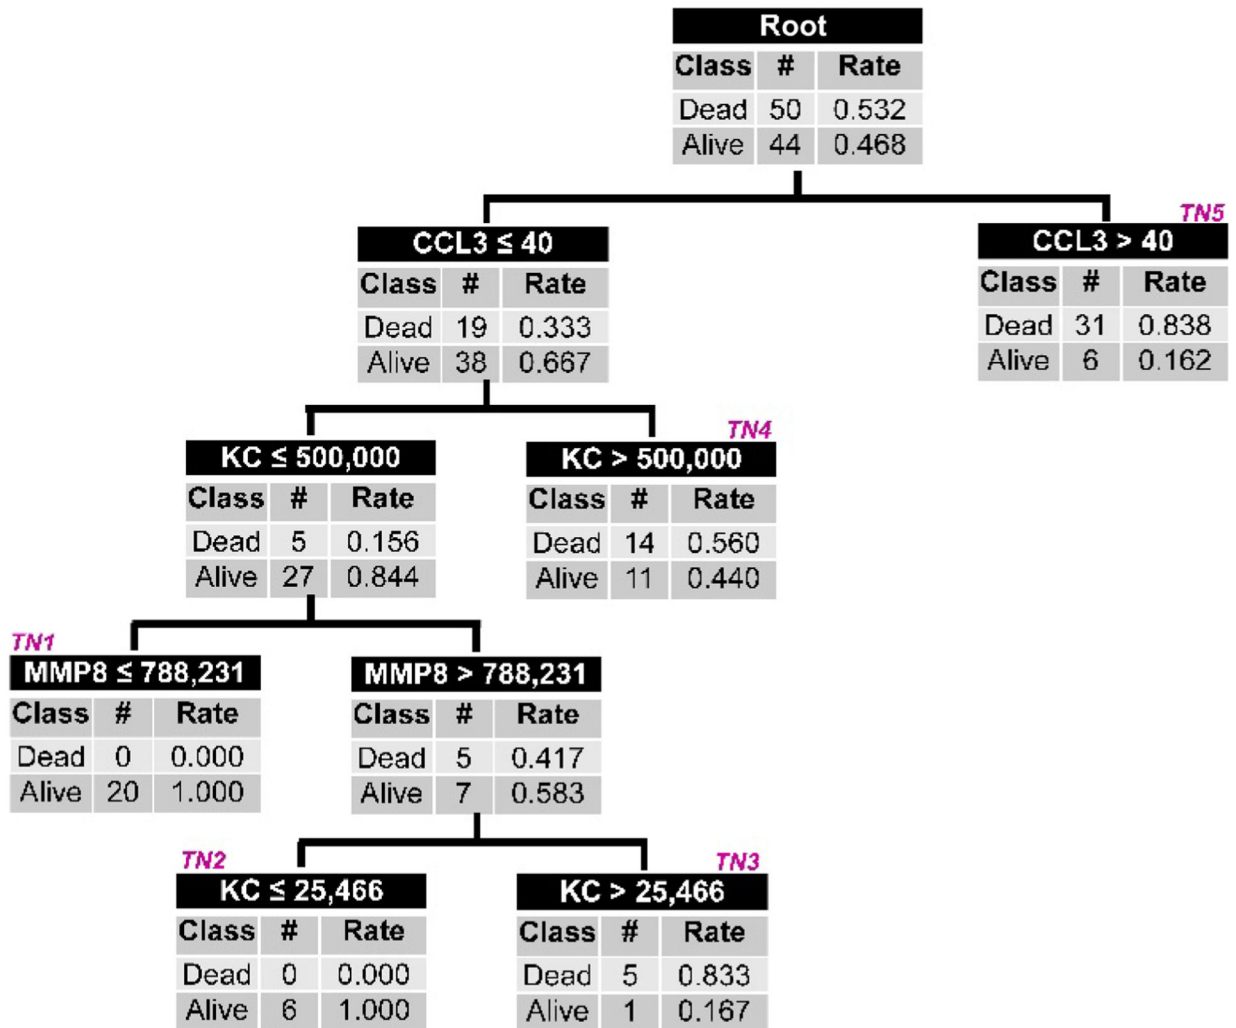 Root
Class # Rate
Dead 50 0.532
Alive 44 0.468
TN5
CCL3 ≤ 40
Class # Rate
Dead 19 0.333
Alive 38 0.667
CCL3 > 40
Class # Rate
Dead 31 0.838
Alive 6 0.162
TN4
KC ≤ 500,000
Class # Rate
Dead 5 0.156
Alive 27 0.844
KC > 500,000
Class # Rate
Dead 14 0.560
Alive 11 0.440
TN1
MMP8 ≤ 788,231
Class # Rate
Dead 0 0.000
Alive 20 1.000
MMP8 > 788,231
Class # Rate
Dead 5 0.417
Alive 7 0.583
TN2
KC ≤ 25,466
Class # Rate
Dead 0 0.000
Alive 6 1.000
TN3
KC > 25,466
Class # Rate
Dead 5 0.833
Alive 1 0.167